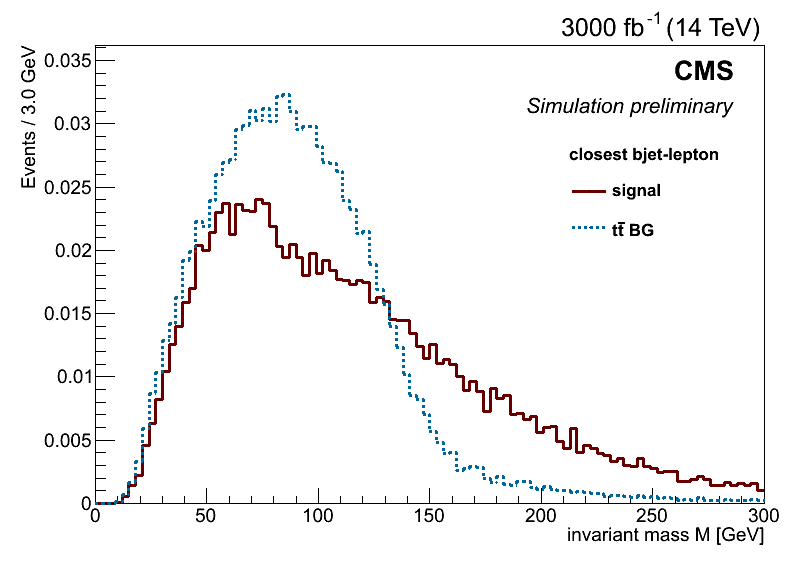 3000 fb⁻¹ (14 TeV)
Events / 3.0 GeV
0.035
0.03
0.025
0.02
0.015
0.01
0.005
0
CMS
Simulation preliminary
closest bjet-lepton
signal
tt̄ BG
0 50 100 150 200 250 300
invariant mass M [GeV]